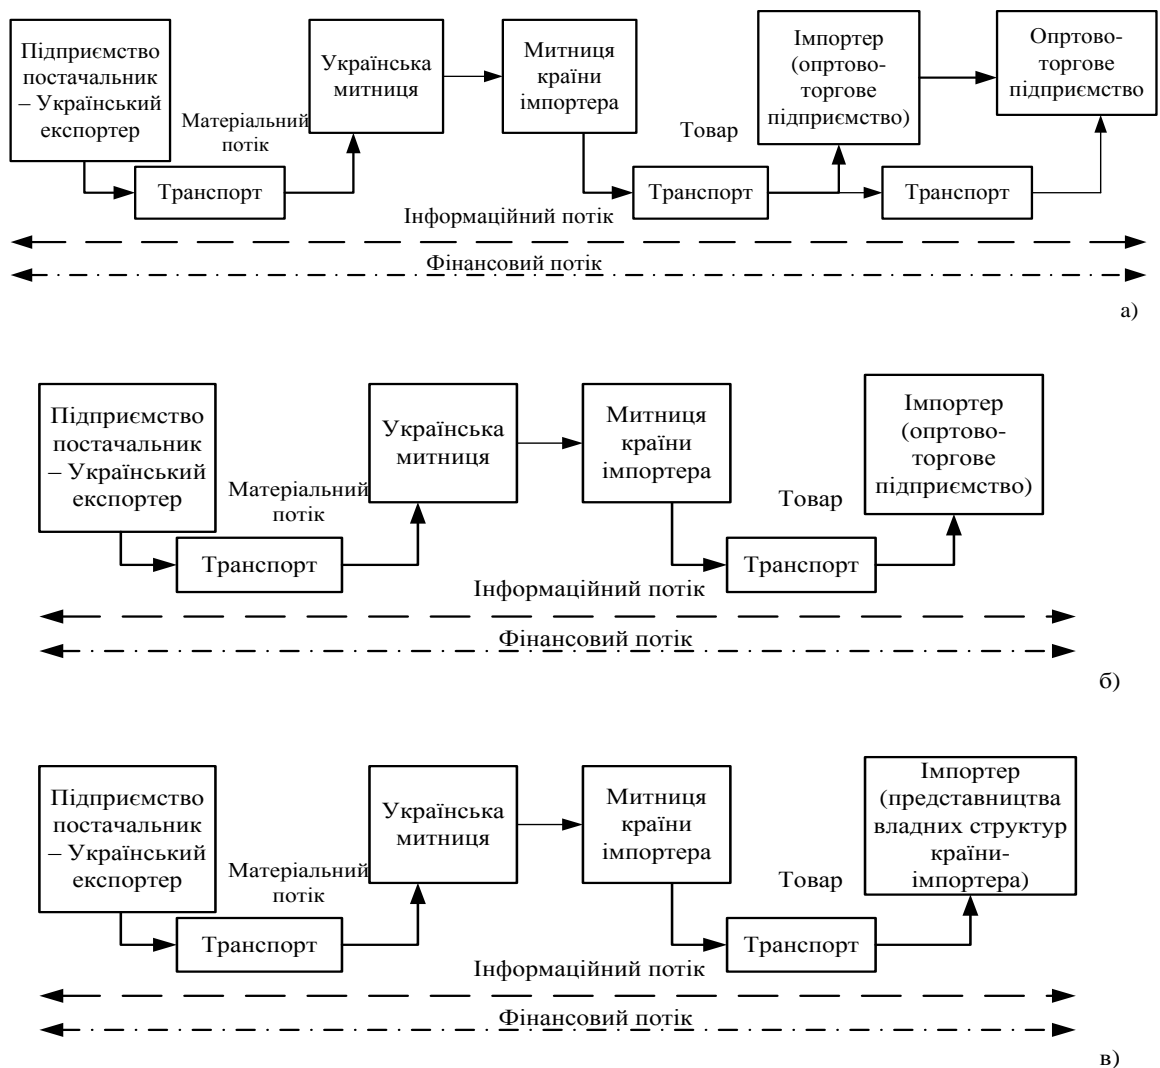 Підприємство
постачальник
– Український
експортер
Матеріальний
потік
Транспорт
Українська
митниця
Митниця
країни
імпортера
Товар
Транспорт
Імпортер
(опртово-
торгове
підприємство)
Транспорт
Опртово-
торгове
підприємство
Інформаційний потік
Фінансовий потік
а)
Підприємство
постачальник
– Український
експортер
Матеріальний
потік
Транспорт
Українська
митниця
Митниця
країни
імпортера
Товар
Транспорт
Імпортер
(опртово-
торгове
підприємство)
Інформаційний потік
Фінансовий потік
б)
Підприємство
постачальник
– Український
експортер
Матеріальний
потік
Транспорт
Українська
митниця
Митниця
країни
імпортера
Товар
Транспорт
Імпортер
(представництва
владних структур
країни-
імпортера)
Інформаційний потік
Фінансовий потік
в)